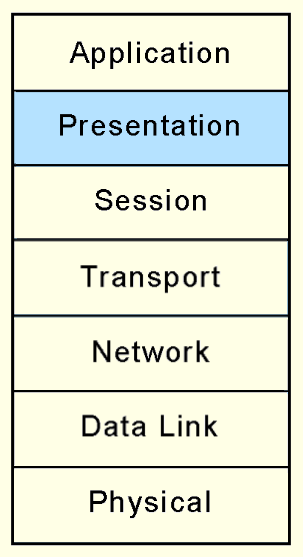 Application
Presentation
Session
Transport
Network
Data Link
Physical